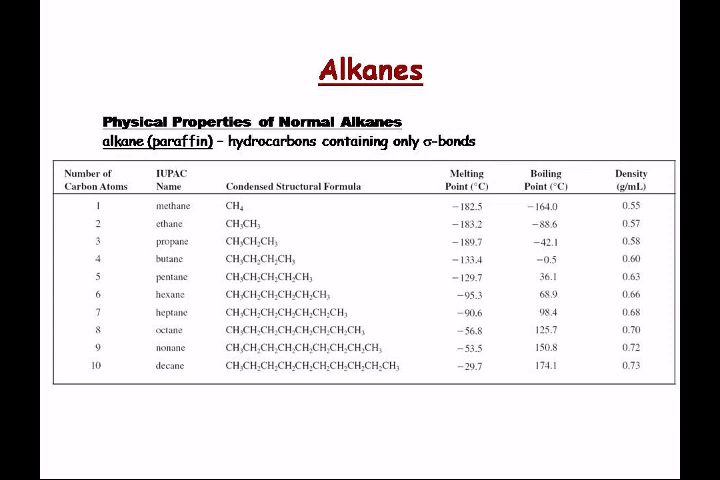 Alkanes
Physical Properties of Normal Alkanes
alkane (paraffin) – hydrocarbons containing only σ-bonds
Number of Carbon Atoms IUPAC Name Condensed Structural Formula Melting Point (°C) Boiling Point (°C) Density (g/mL)
1 methane CH₄ −182.5 −164.0 0.55
2 ethane CH₃CH₃ −183.2 −88.6 0.57
3 propane CH₃CH₂CH₃ −189.7 −42.1 0.58
4 butane CH₃CH₂CH₂CH₃ −133.4 −0.5 0.60
5 pentane CH₃CH₂CH₂CH₂CH₃ −129.7 36.1 0.63
6 hexane CH₃CH₂CH₂CH₂CH₂CH₃ −95.3 68.9 0.66
7 heptane CH₃CH₂CH₂CH₂CH₂CH₂CH₃ −90.6 98.4 0.68
8 octane CH₃CH₂CH₂CH₂CH₂CH₂CH₂CH₃ −56.8 125.7 0.70
9 nonane CH₃CH₂CH₂CH₂CH₂CH₂CH₂CH₂CH₃ −53.5 150.8 0.72
10 decane CH₃CH₂CH₂CH₂CH₂CH₂CH₂CH₂CH₂CH₃ −29.7 174.1 0.73